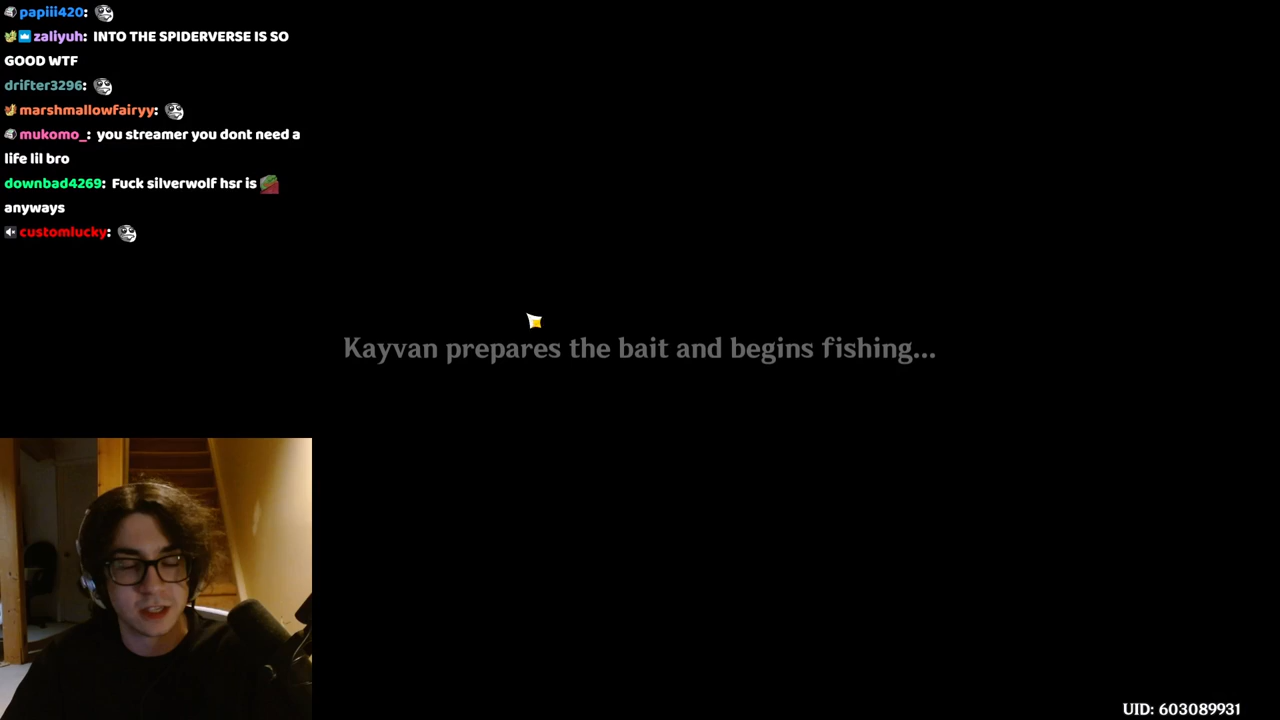 papiii420:
zaliyuh: INTO THE SPIDERVERSE IS SO
GOOD WTF
drifter3296:
marshmallowfairyy:
mukomo_: you streamer you dont need a
life lil bro
downbad4269: Fuck silverwolf hsr is
anyways
customlucky:
Kayvan prepares the bait and begins fishing...
UID: 603089931